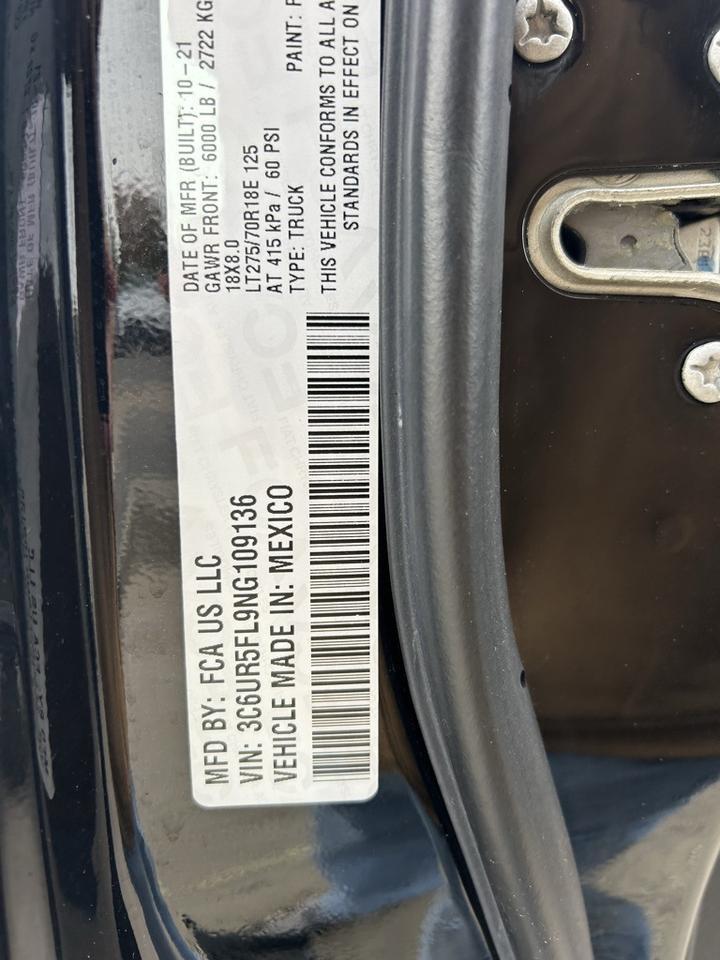 MFD BY: FCA US LLC
VIN: 3C6UR5FL9NG109136
VEHICLE MADE IN: MEXICO
DATE OF MFR (BUILT): 10-21
GAWR FRONT: 6000 LB / 2722 KG
18X8.0
LT275/70R18E 125
AT 415 kPa / 60 PSI
TYPE: TRUCK
PAINT: P
THIS VEHICLE CONFORMS TO ALL A
STANDARDS IN EFFECT ON